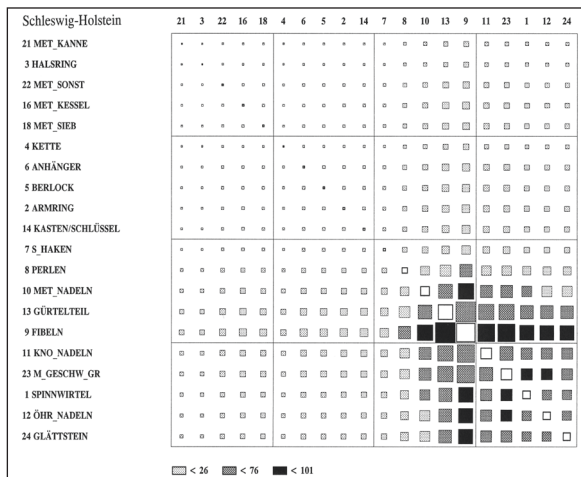 Schleswig-Holstein 21 3 22 16 18 4 6 5 2 14 7 8 10 13 9 11 23 1 12 24
21 MET_KANNE
3 HALSRING
22 MET_SONST
16 MET_KESSEL
18 MET_SIEB
4 KETTE
6 ANHÄNGER
5 BERLOCK
2 ARMRING
14 KASTEN/SCHLÜSSEL
7 S_HAKEN
8 PERLEN
10 MET_NADELN
13 GÜRTELTEIL
9 FIBELN
11 KNO_NADELN
23 M_GESCHW_GR
1 SPINNWIRTEL
12 ÖHR_NADELN
24 GLÄTTSTEIN
< 26 < 76 < 101